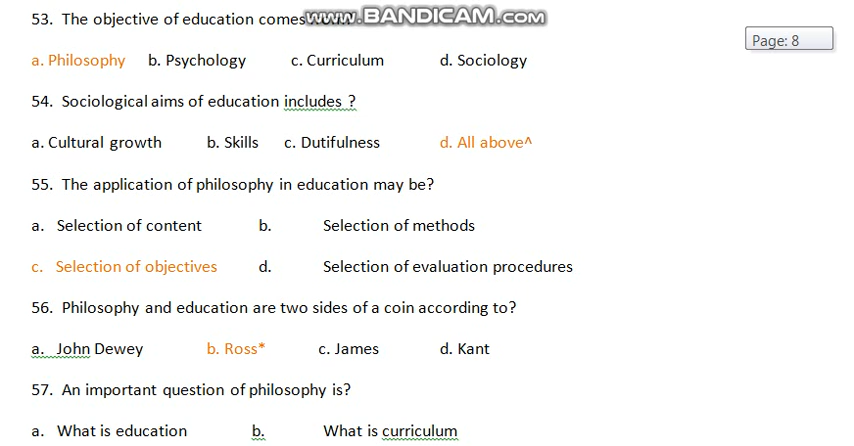 www.BANDICAM.com
53. The objective of education comes
Page: 8
a. Philosophy b. Psychology c. Curriculum d. Sociology
54. Sociological aims of education includes ?
a. Cultural growth b. Skills c. Dutifulness d. All above^
55. The application of philosophy in education may be?
a. Selection of content b. Selection of methods
c. Selection of objectives d. Selection of evaluation procedures
56. Philosophy and education are two sides of a coin according to?
a. John Dewey b. Ross* c. James d. Kant
57. An important question of philosophy is?
a. What is education b. What is curriculum